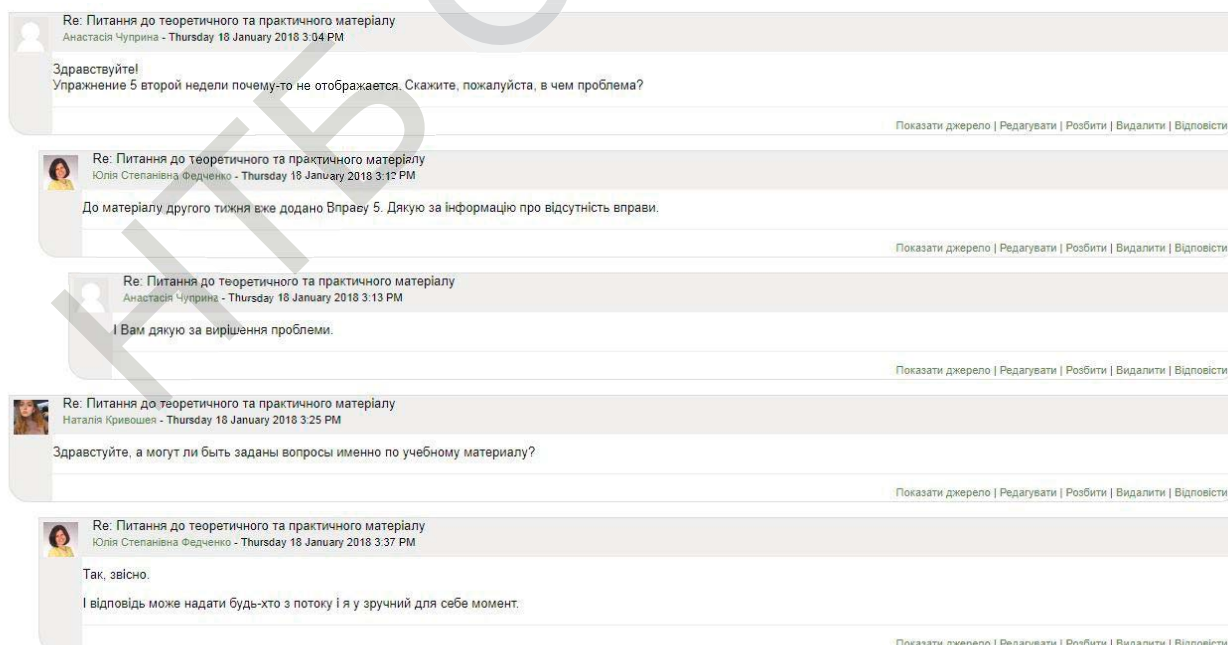 Re: Питання до теоретичного та практичного матеріалу
Анастасія Чуприна - Thursday 18 January 2018 3:04 PM
Здравствуйте!
Упражнение 5 второй недели почему-то не отображается. Скажите, пожалуйста, в чем проблема?
Показати джерело | Редагувати | Розбити | Видалити | Відповісти
Re: Питання до теоретичного та практичного матеріалу
Юлія Степанівна Федченко - Thursday 18 January 2018 3:12 PM
До матеріалу другого тижня вже додано Вправу 5. Дякую за інформацію про відсутність вправи.
Показати джерело | Редагувати | Розбити | Видалити | Відповісти
Re: Питання до теоретичного та практичного матеріалу
Анастасія Чуприна - Thursday 18 January 2018 3:13 PM
І Вам дякую за вирішення проблеми.
Показати джерело | Редагувати | Розбити | Видалити | Відповісти
Re: Питання до теоретичного та практичного матеріалу
Наталія Кривошея - Thursday 18 January 2018 3:25 PM
Здравстуйте, а могут ли быть заданы вопросы именно по учебному материалу?
Показати джерело | Редагувати | Розбити | Видалити | Відповісти
Re: Питання до теоретичного та практичного матеріалу
Юлія Степанівна Федченко - Thursday 18 January 2018 3:37 PM
Так, звісно.
І відповідь може надати будь-хто з потоку і я у зручний для себе момент.
Показати джерело | Редагувати | Розбити | Видалити | Відповісти
НТБ